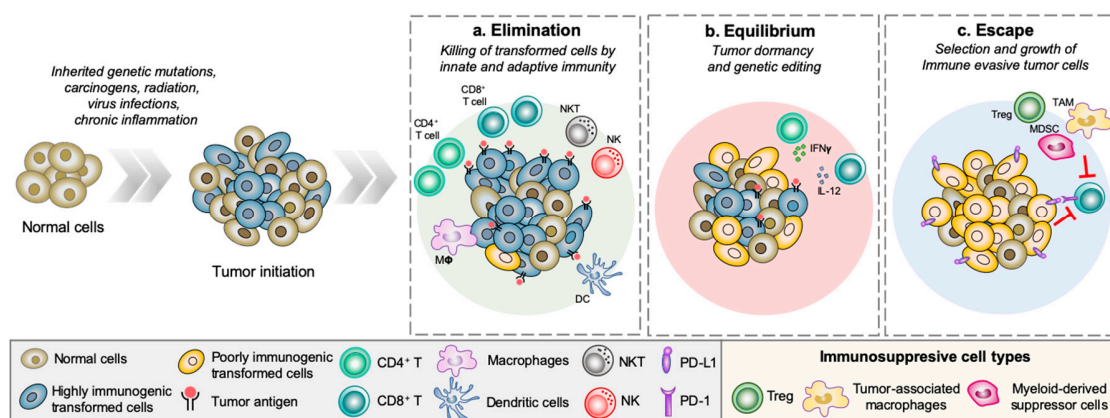 Inherited genetic mutations,
carcinogens, radiation,
virus infections,
chronic inflammation
Normal cells
Tumor initiation
a. Elimination
Killing of transformed cells by
innate and adaptive immunity
CD8⁺
T cell
NKT
CD4⁺
T cell
NK
MΦ
DC
b. Equilibrium
Tumor dormancy
and genetic editing
IFNγ
IL-12
c. Escape
Selection and growth of
Immune evasive tumor cells
Treg
TAM
MDSC
Normal cells
Highly immunogenic
transformed cells
Poorly immunogenic
transformed cells
Tumor antigen
CD4⁺ T
CD8⁺ T
Macrophages
Dendritic cells
NKT
NK
PD-L1
PD-1
Immunosuppresive cell types
Treg
Tumor-associated
macrophages
Myeloid-derived
suppressor cells